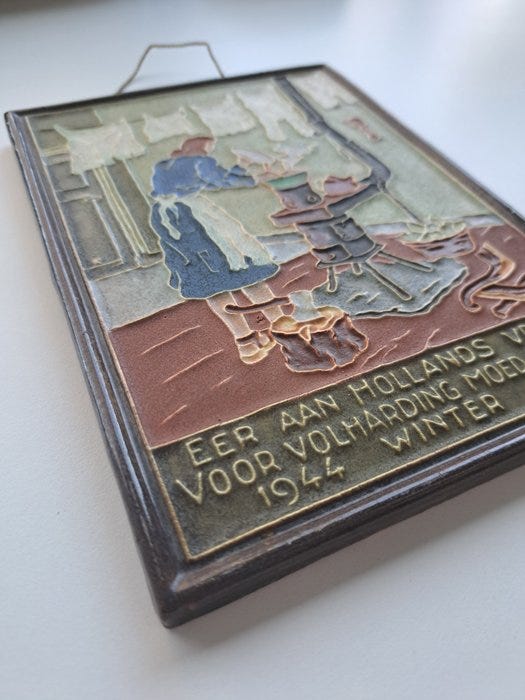 EER AAN HOLLANDS
VOOR VOLHARDING MOED
1944 WINTER